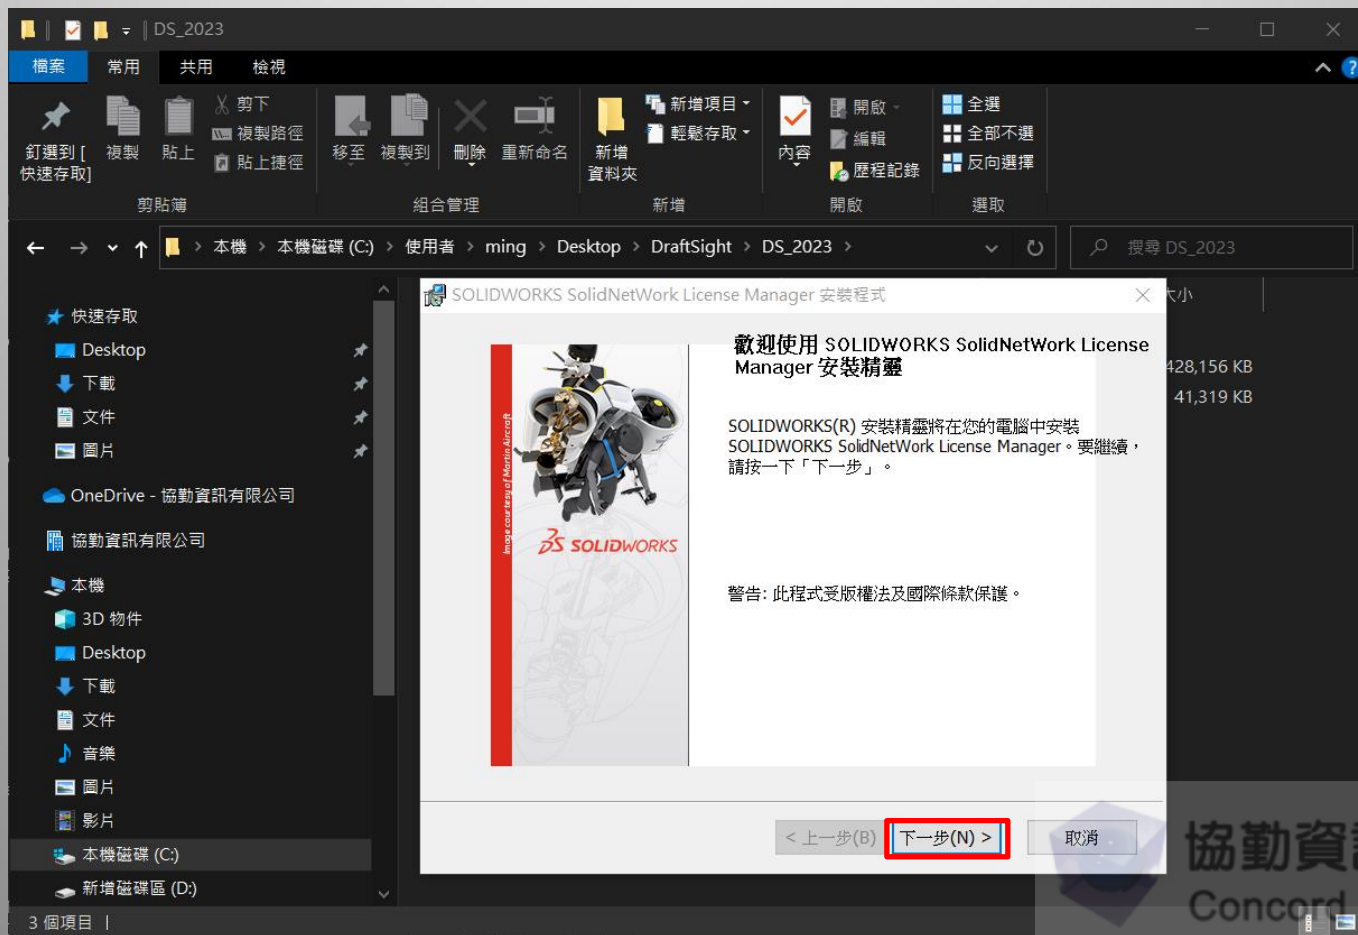 DS_2023
檔案 常用 共用 檢視
釘選到 [
快速存取]
複製
貼上
剪下
複製路徑
貼上捷徑
剪貼簿
移至
複製到
刪除
重新命名
組合管理
新增
資料夾
新增項目
輕鬆存取
新增
內容
開啟
編輯
歷程記錄
開啟
全選
全部不選
反向選擇
選取
本機 > 本機磁碟 (C:) > 使用者 > ming > Desktop > DraftSight > DS_2023 >
搜尋 DS_2023
快速存取
Desktop
下載
文件
圖片
OneDrive - 協勤資訊有限公司
協勤資訊有限公司
本機
3D 物件
Desktop
下載
文件
音樂
圖片
影片
本機磁碟 (C:)
新增磁碟區 (D:)
3 個項目
大小
428,156 KB
41,319 KB
SOLIDWORKS SolidNetWork License Manager 安裝程式
歡迎使用 SOLIDWORKS SolidNetWork License
Manager 安裝精靈
SOLIDWORKS(R) 安裝精靈將在您的電腦中安裝
SOLIDWORKS SolidNetWork License Manager。要繼續，
請按一下「下一步」。
警告: 此程式受版權法及國際條款保護。
Image courtesy of Martin Aircraft
SOLIDWORKS
< 上一步(B) 下一步(N) > 取消
協勤資訊
Concord